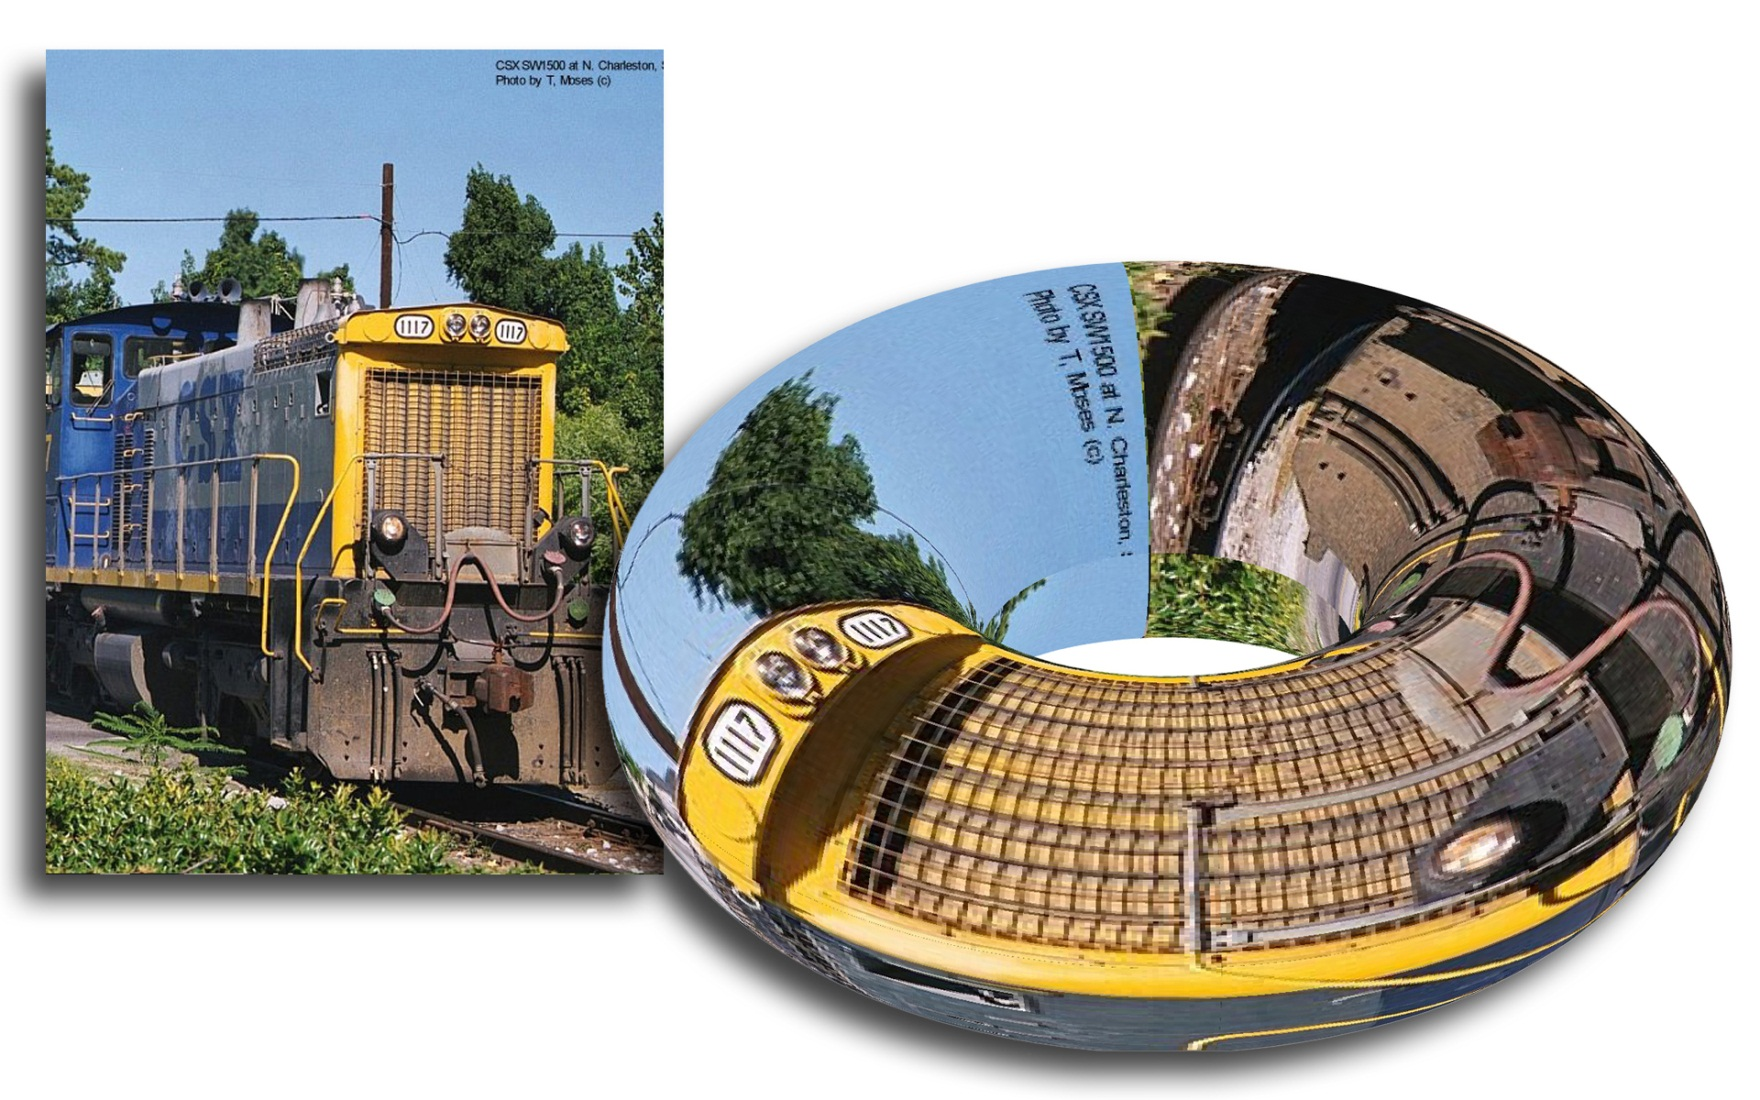 CSX SW1500 at N. Charleston, S
Photo by T, Moses (c)
1117
1117
CSX
CSX SW1500 at N. Charleston, S
Photo by T, Moses (c)
1117
1117